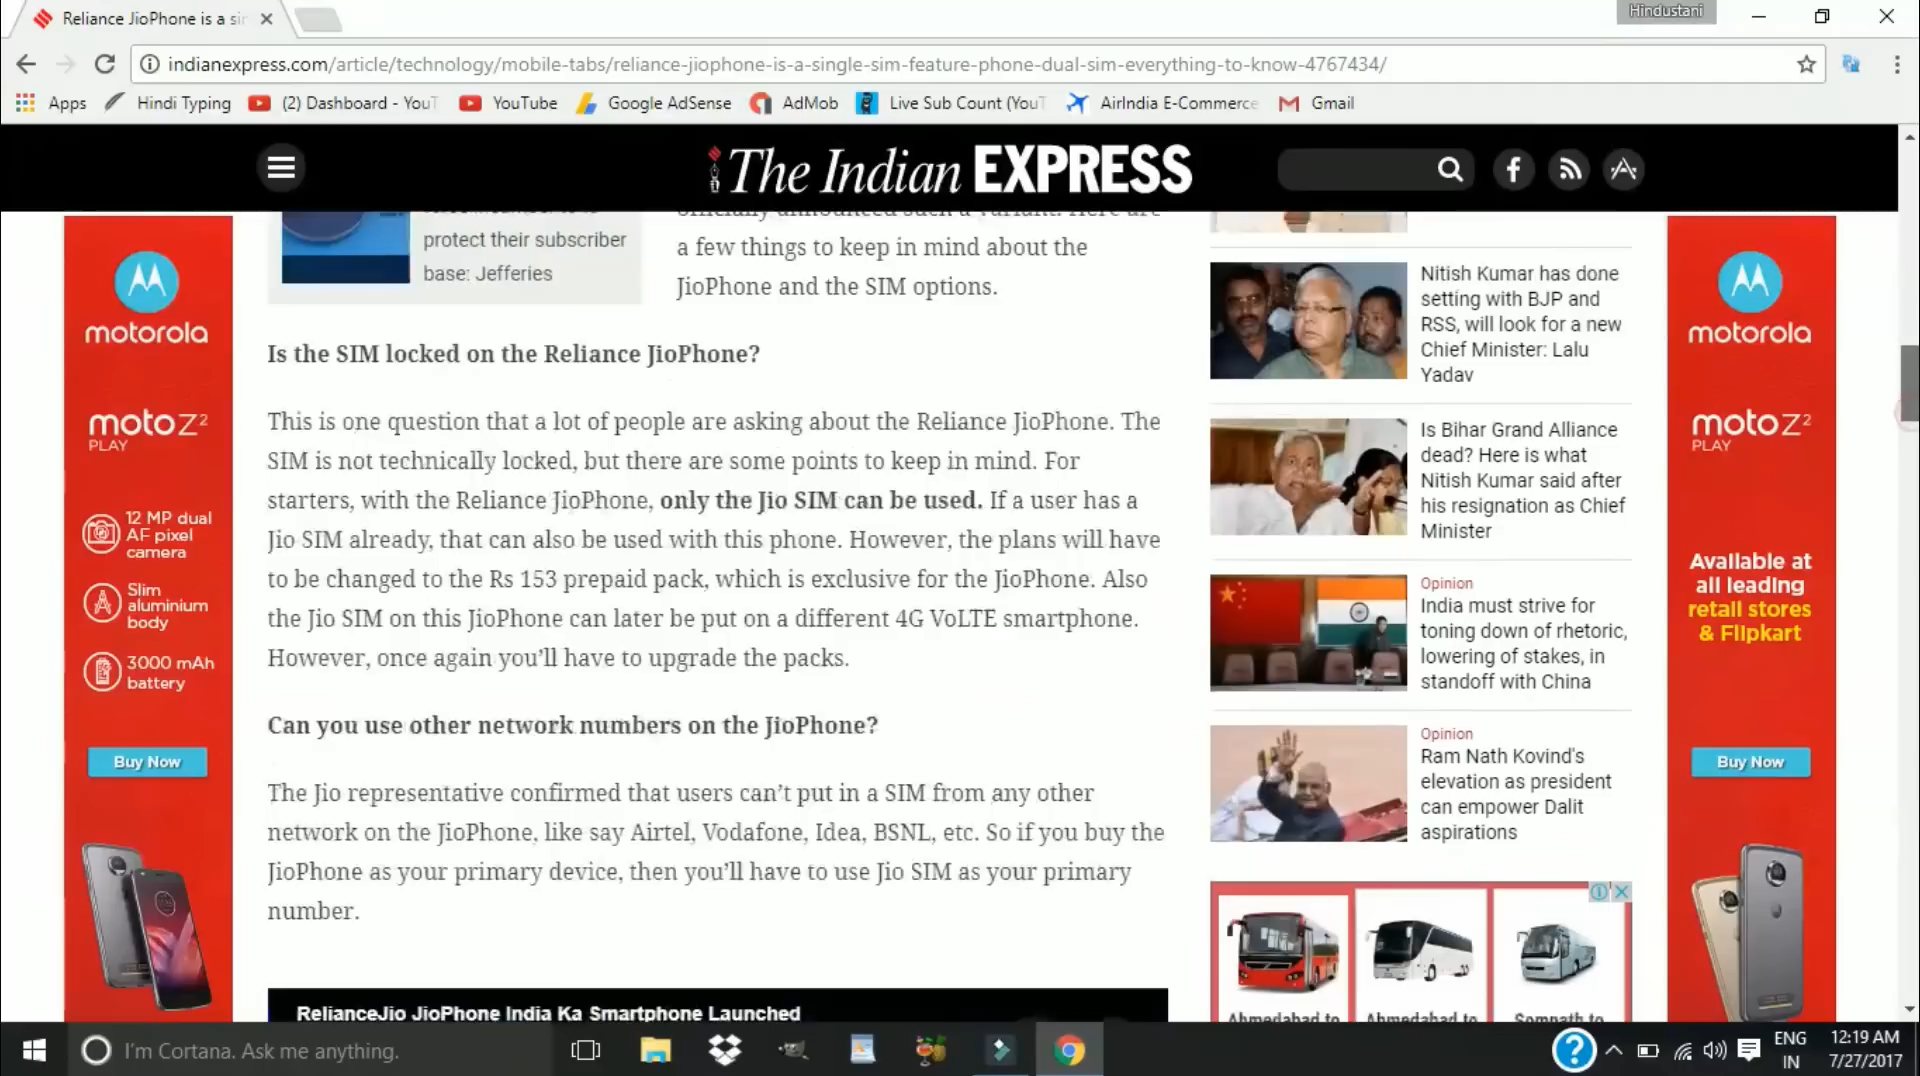 Reliance JioPhone is a si
Hindustani
indianexpress.com/article/technology/mobile-tabs/reliance-jiophone-is-a-single-sim-feature-phone-dual-sim-everything-to-know-4767434/
Apps
Hindi Typing
(2) Dashboard - YouT
YouTube
Google AdSense
AdMob
Live Sub Count (YouT
AirIndia E-Commerce
Gmail
The Indian EXPRESS
protect their subscriber
base: Jefferies
officially announced such a variant. Here are
a few things to keep in mind about the
JioPhone and the SIM options.
Is the SIM locked on the Reliance JioPhone?
This is one question that a lot of people are asking about the Reliance JioPhone. The
SIM is not technically locked, but there are some points to keep in mind. For
starters, with the Reliance JioPhone, only the Jio SIM can be used. If a user has a
Jio SIM already, that can also be used with this phone. However, the plans will have
to be changed to the Rs 153 prepaid pack, which is exclusive for the JioPhone. Also
the Jio SIM on this JioPhone can later be put on a different 4G VoLTE smartphone.
However, once again you’ll have to upgrade the packs.
Can you use other network numbers on the JioPhone?
The Jio representative confirmed that users can’t put in a SIM from any other
network on the JioPhone, like say Airtel, Vodafone, Idea, BSNL, etc. So if you buy the
JioPhone as your primary device, then you’ll have to use Jio SIM as your primary
number.
RelianceJio JioPhone India Ka Smartphone Launched
motorola
moto z²
PLAY
12 MP dual
AF pixel
camera
Slim
aluminium
body
3000 mAh
battery
Buy Now
Nitish Kumar has done
setting with BJP and
RSS, will look for a new
Chief Minister: Lalu
Yadav
Is Bihar Grand Alliance
dead? Here is what
Nitish Kumar said after
his resignation as Chief
Minister
Opinion
India must strive for
toning down of rhetoric,
lowering of stakes, in
standoff with China
Opinion
Ram Nath Kovind's
elevation as president
can empower Dalit
aspirations
Ahmedabad to
Ahmedabad to
Somnath to
motorola
moto z²
PLAY
Available at
all leading
retail stores
& Flipkart
Buy Now
I'm Cortana. Ask me anything.
ENG
IN
12:19 AM
7/27/2017